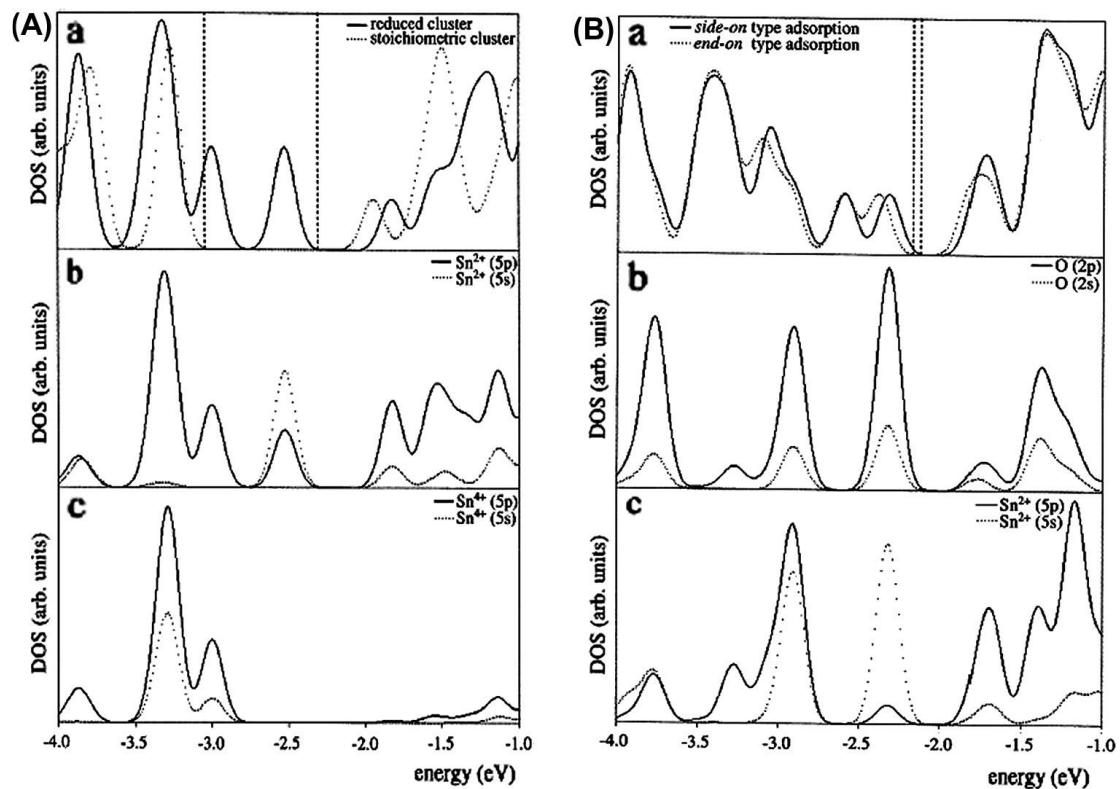 (A)
a
reduced cluster
stoichiometric cluster
DOS (arb. units)
b
Sn²⁺ (5p)
Sn²⁺ (5s)
DOS (arb. units)
c
Sn⁴⁺ (5p)
Sn⁴⁺ (5s)
DOS (arb. units)
-4.0 -3.5 -3.0 -2.5 -2.0 -1.5 -1.0
energy (eV)
(B)
a
side-on type adsorption
end-on type adsorption
DOS (arb. units)
b
O (2p)
O (2s)
DOS (arb. units)
c
Sn²⁺ (5p)
Sn²⁺ (5s)
DOS (arb. units)
-4.0 -3.5 -3.0 -2.5 -2.0 -1.5 -1.0
energy (eV)